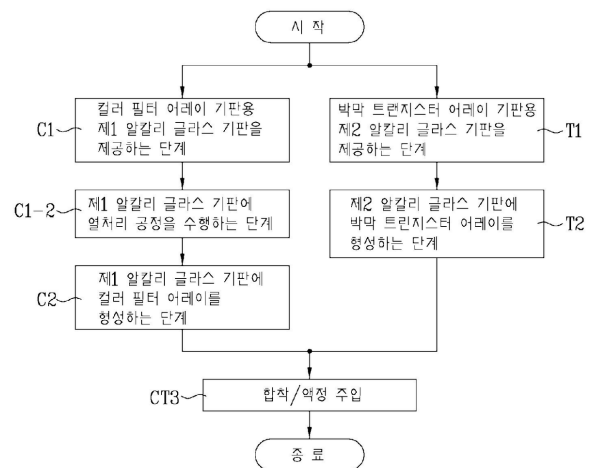 시 작
컬러 필터 어레이 기판용
제1 알칼리 글라스 기판을
제공하는 단계
C1
박막 트랜지스터 어레이 기판용
제2 알칼리 글라스 기판을
제공하는 단계
T1
제1 알칼리 글라스 기판에
열처리 공정을 수행하는 단계
C1-2
제2 알칼리 글라스 기판에
박막 트린지스터 어레이를
형성하는 단계
T2
제1 알칼리 글라스 기판에
컬러 필터 어레이를
형성하는 단계
C2
합착/액정 주입
CT3
종 료